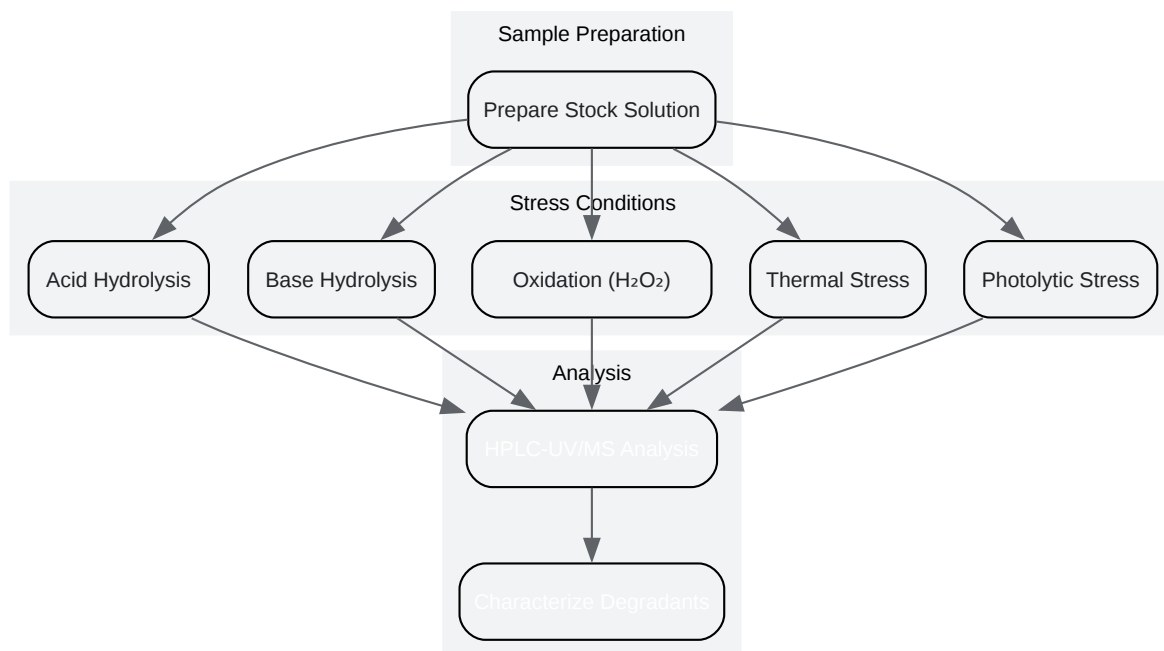 Sample Preparation
Prepare Stock Solution
Stress Conditions
Acid Hydrolysis
Base Hydrolysis
Oxidation (H₂O₂)
Thermal Stress
Photolytic Stress
Analysis
HPLC-UV/MS Analysis
Characterize Degradants